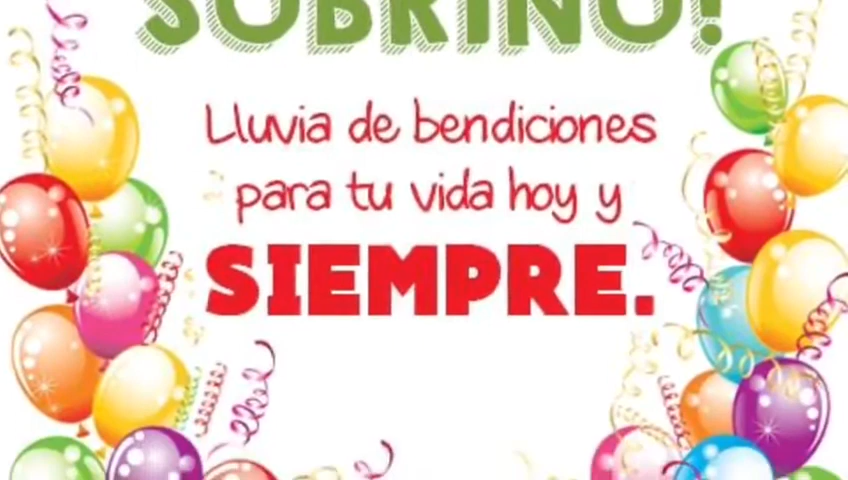 SOBRINO!
Lluvia de bendiciones
para tu vida hoy y
SIEMPRE.